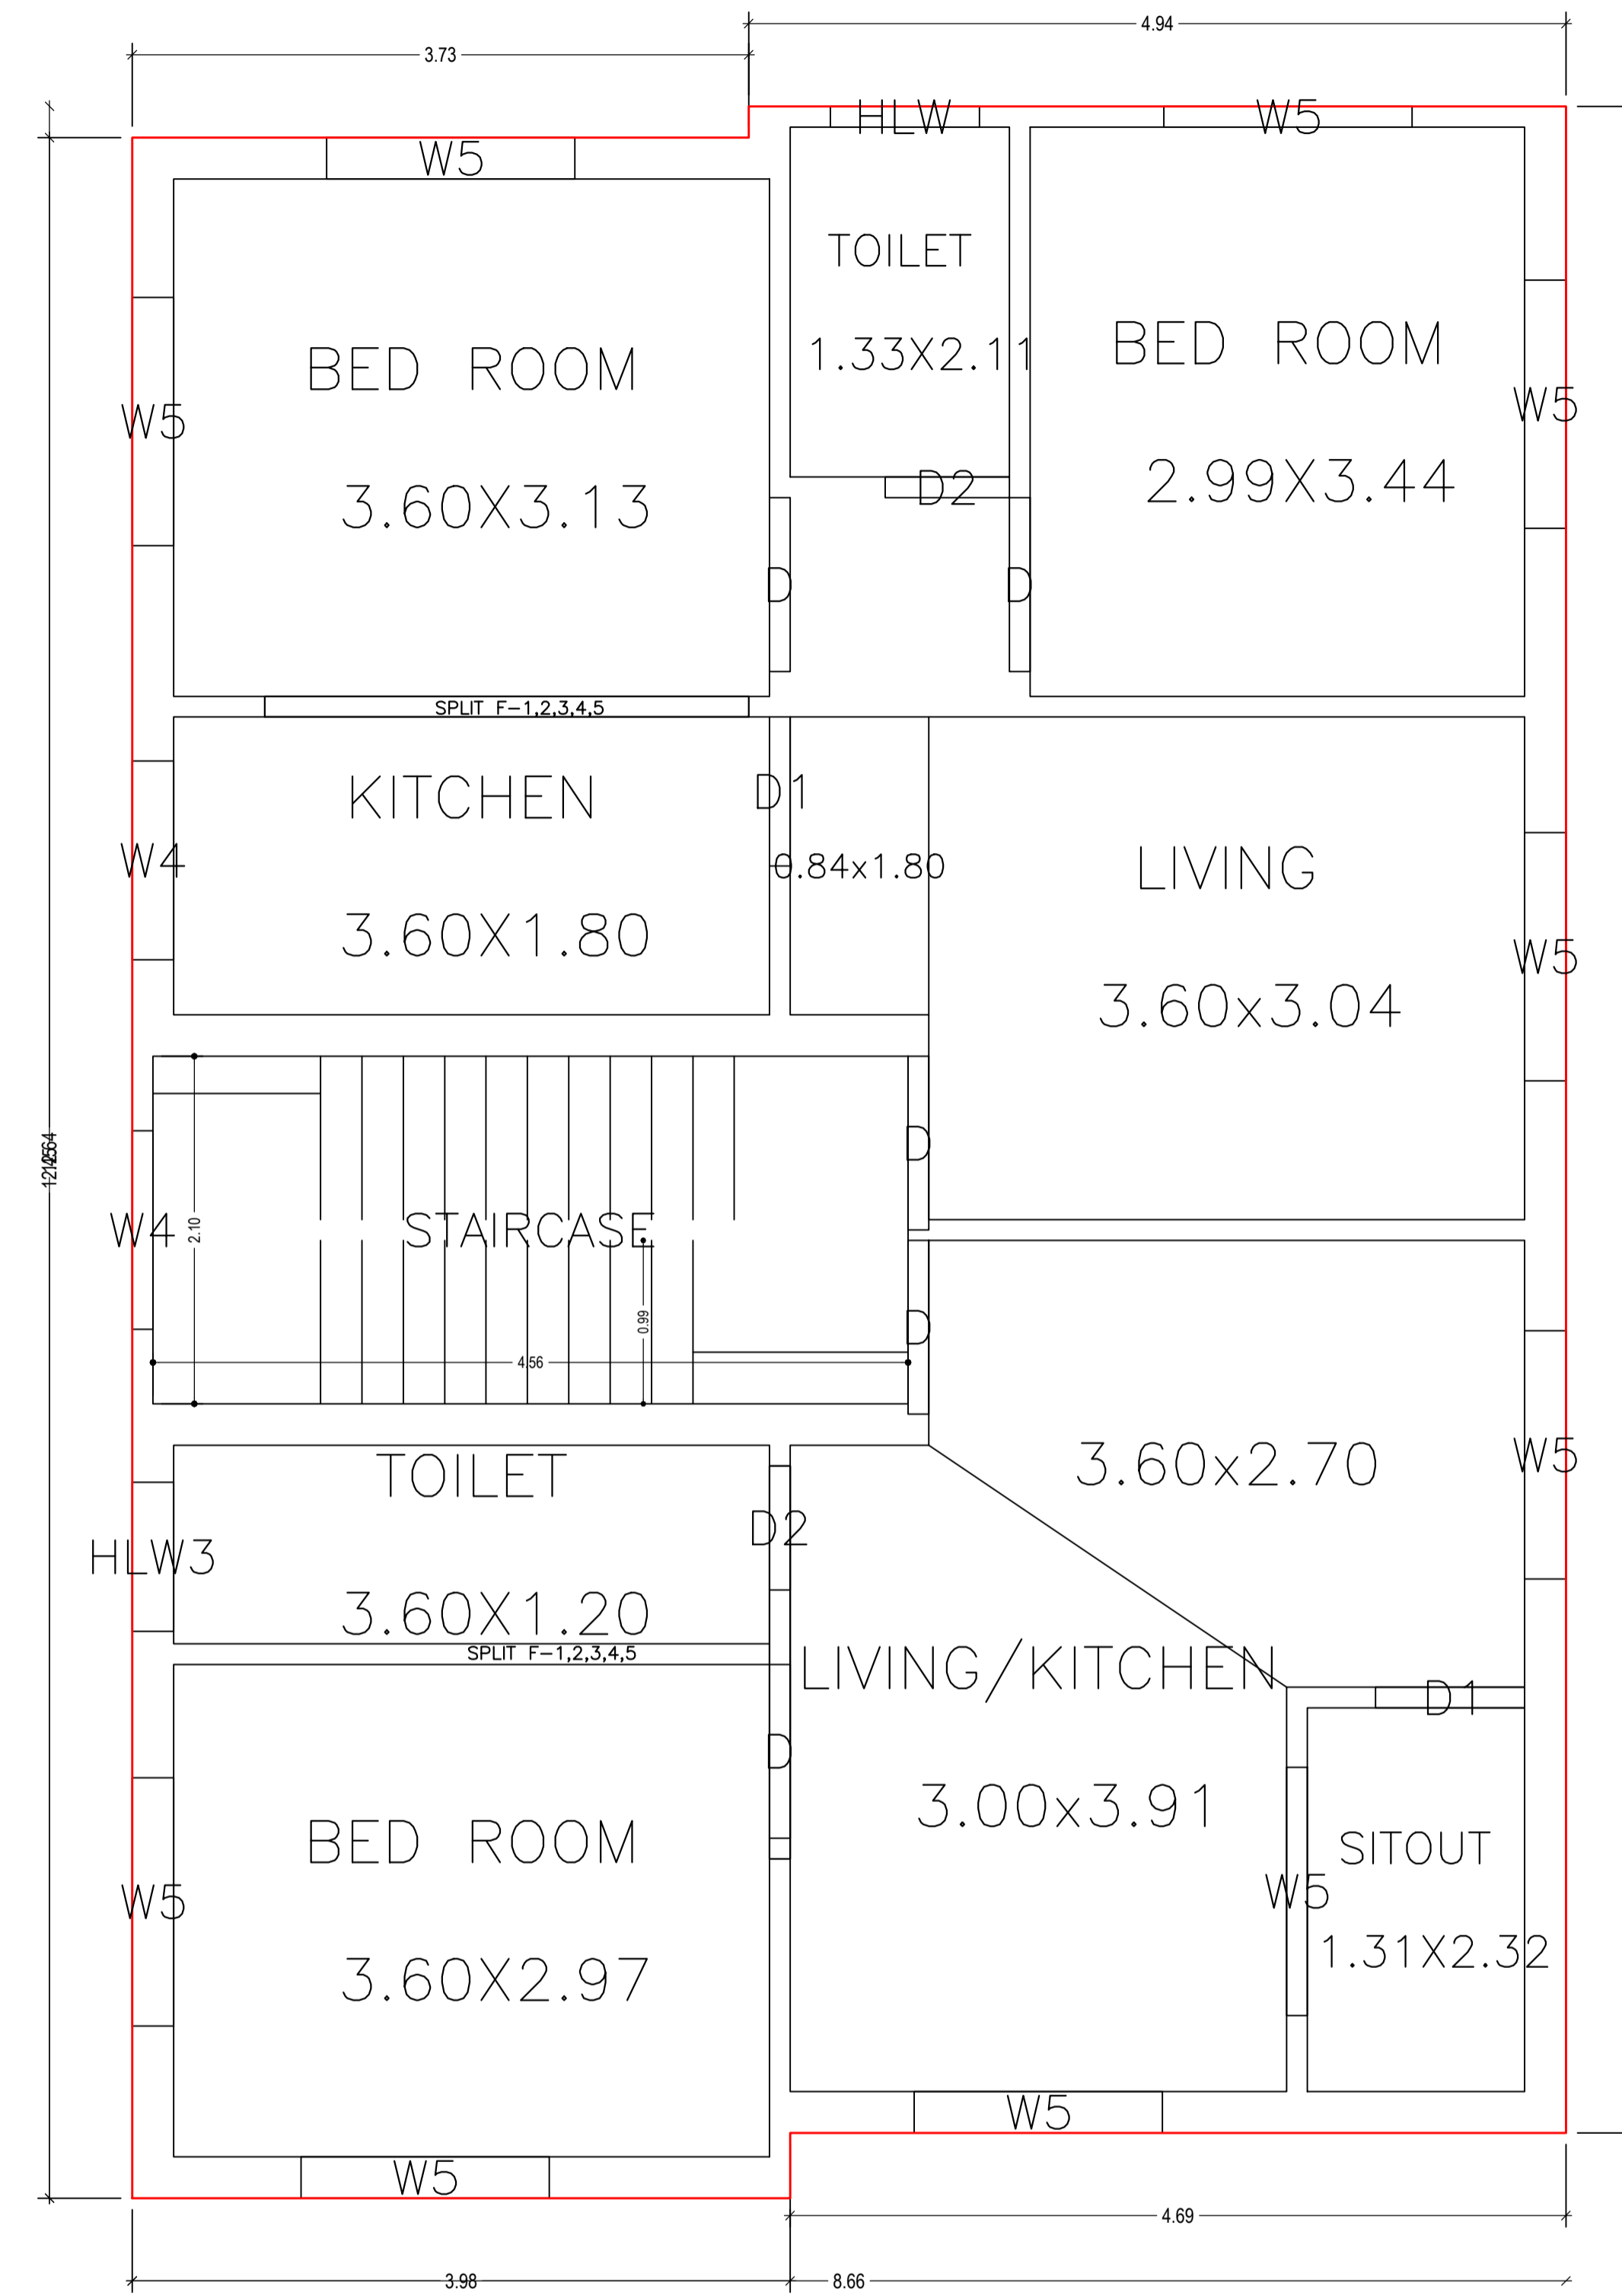 4.94
3.73
HLW
W5
W5
TOILET
1.33X2.11
BED ROOM
2.99X3.44
BED ROOM
3.60X3.13
W5
W5
D2
D
D
SPLIT F-1,2,3,4,5
KITCHEN
3.60X1.80
D1
0.84x1.80
W4
LIVING
3.60x3.04
W5
D
W4
2.10
STAIRCASE
0.99
4.56
D
3.60x2.70
W5
TOILET
3.60X1.20
D2
HLW3
SPLIT F-1,2,3,4,5
LIVING/KITCHEN
3.00x3.91
D1
D
BED ROOM
3.60X2.97
W5
SITOUT
1.31X2.32
W5
W5
W5
4.69
3.98
8.66